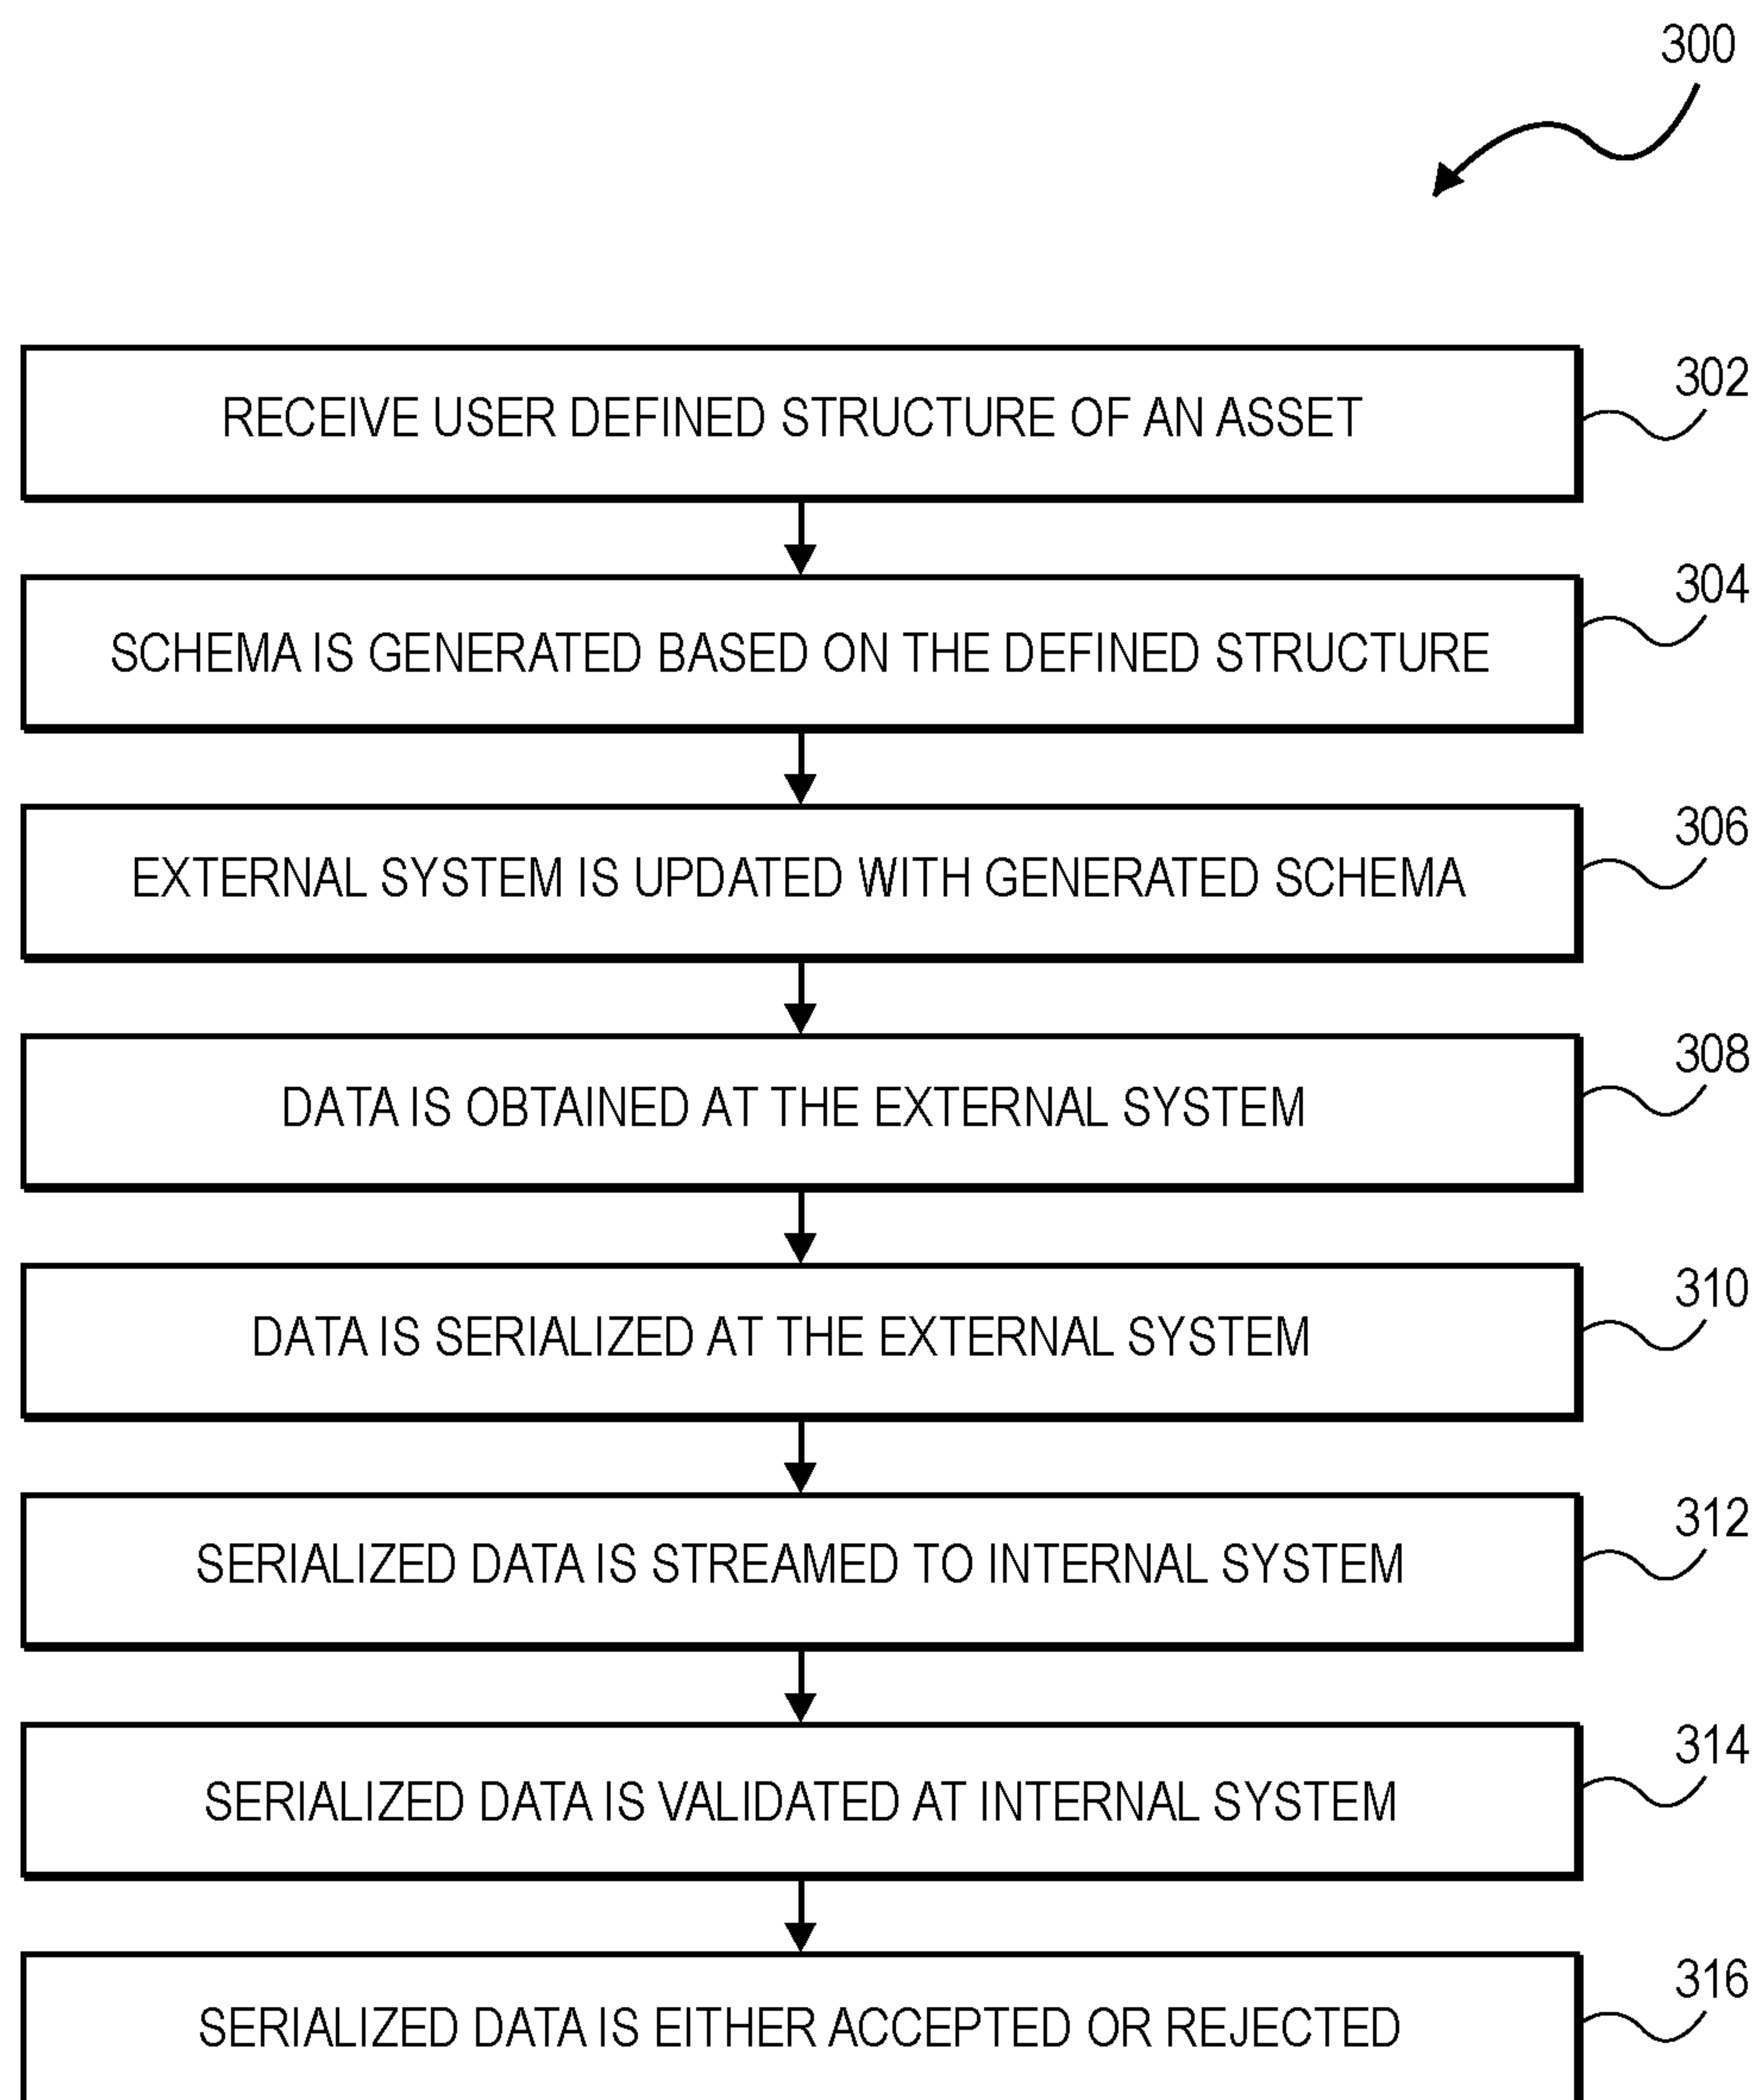 300
RECEIVE USER DEFINED STRUCTURE OF AN ASSET
302
SCHEMA IS GENERATED BASED ON THE DEFINED STRUCTURE
304
EXTERNAL SYSTEM IS UPDATED WITH GENERATED SCHEMA
306
DATA IS OBTAINED AT THE EXTERNAL SYSTEM
308
DATA IS SERIALIZED AT THE EXTERNAL SYSTEM
310
SERIALIZED DATA IS STREAMED TO INTERNAL SYSTEM
312
SERIALIZED DATA IS VALIDATED AT INTERNAL SYSTEM
314
SERIALIZED DATA IS EITHER ACCEPTED OR REJECTED
316